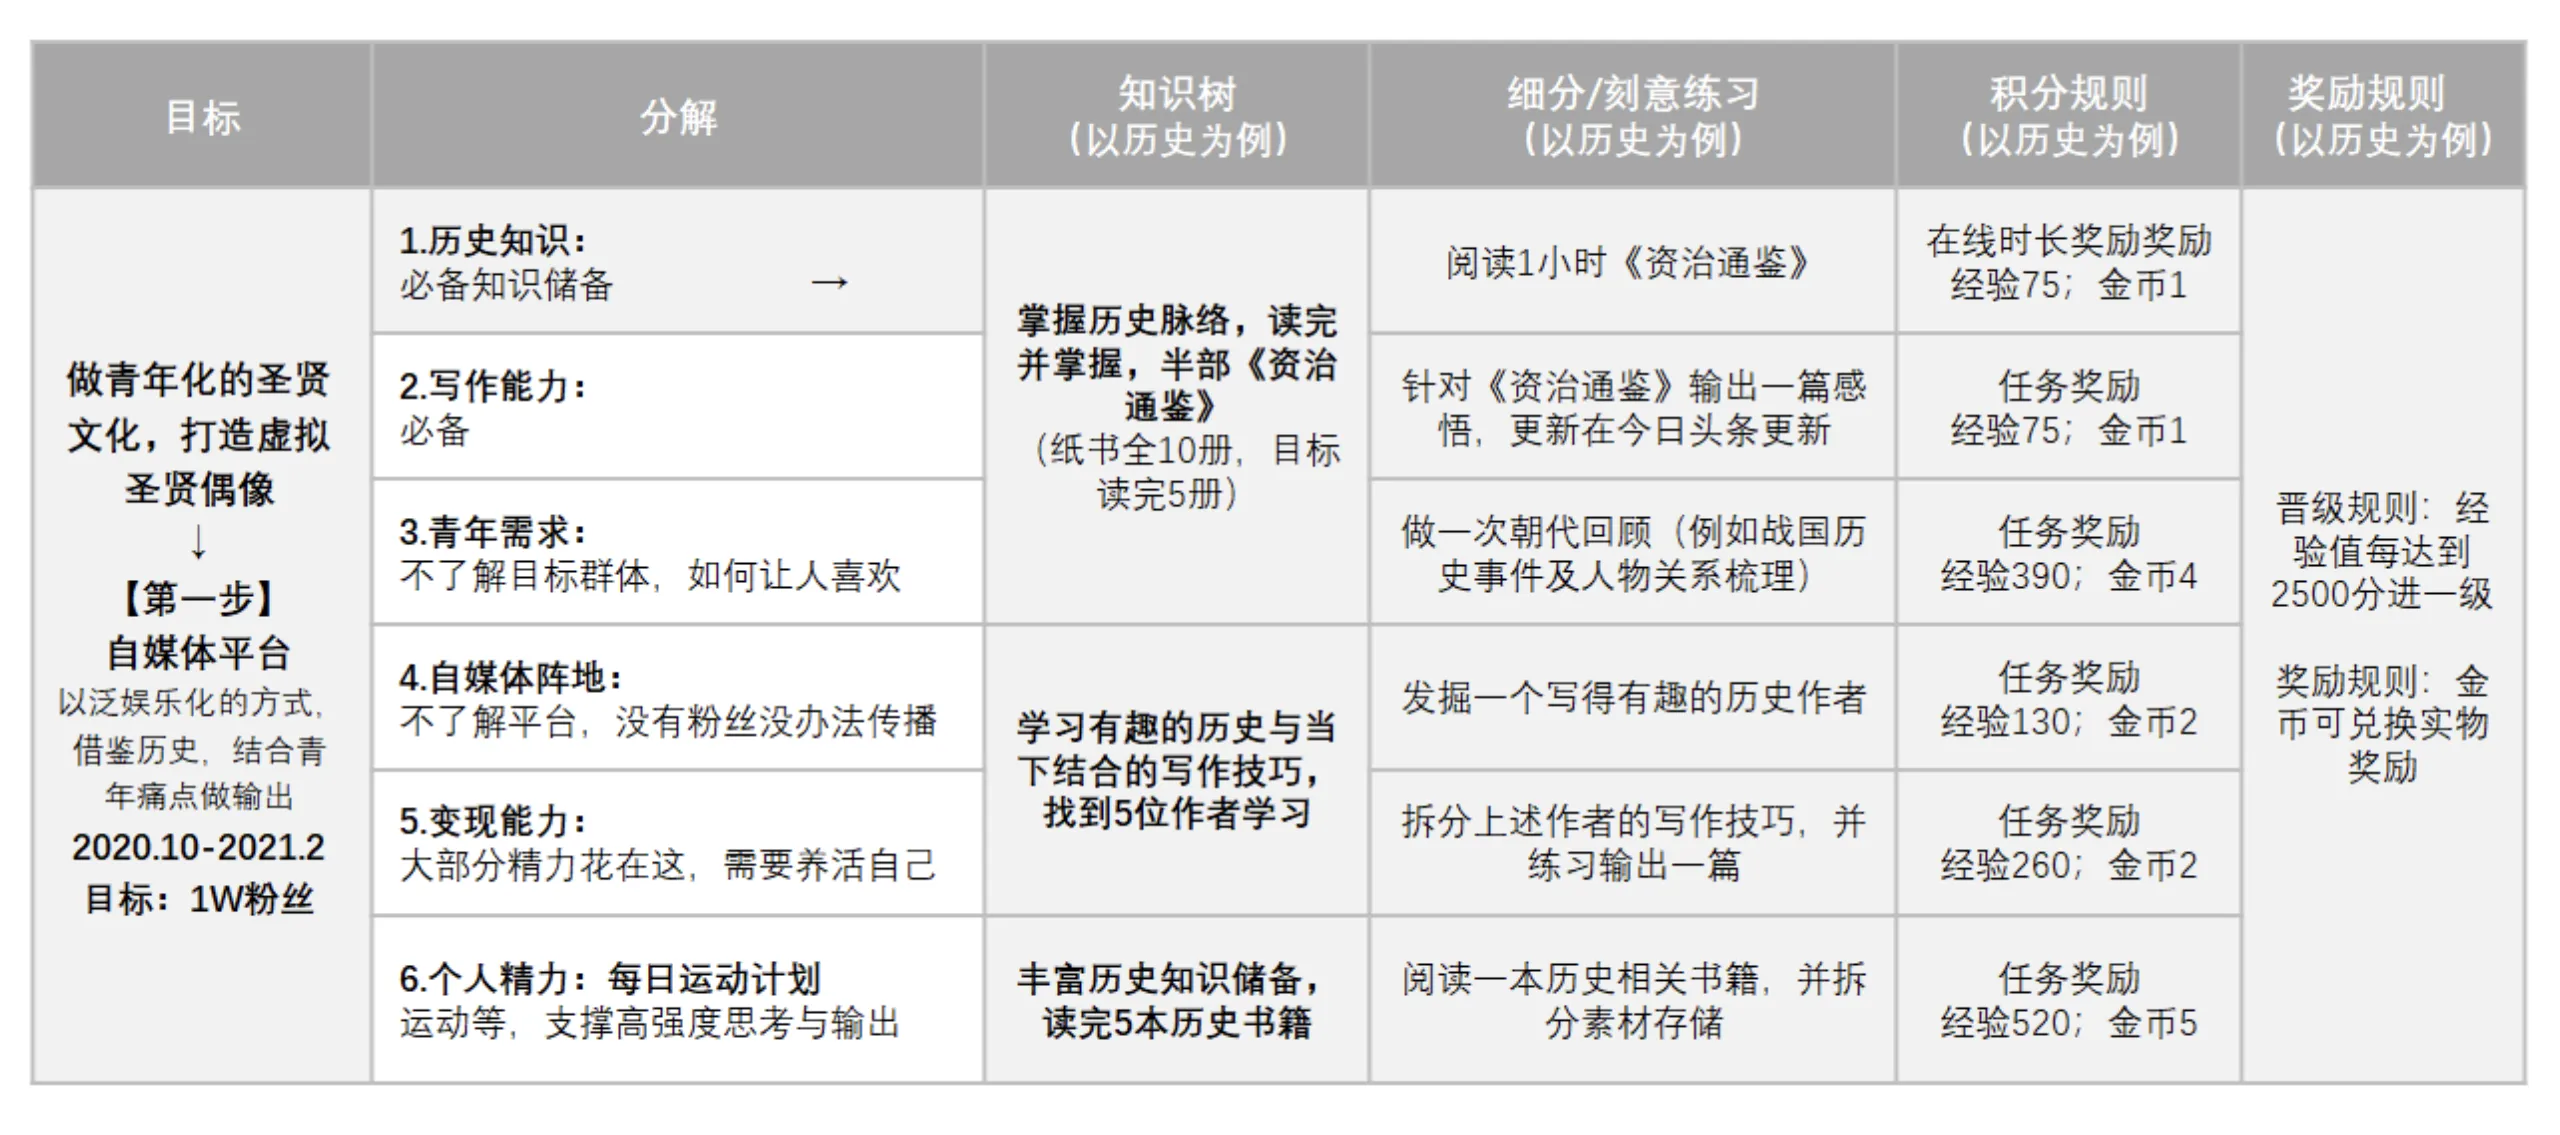 目标
分解
知识树
（以历史为例）
细分/刻意练习
（以历史为例）
积分规则
（以历史为例）
奖励规则
（以历史为例）
做青年化的圣贤
文化，打造虚拟
圣贤偶像
↓
【第一步】
自媒体平台
以泛娱乐化的方式，
借鉴历史，结合青
年痛点做输出
2020.10-2021.2
目标：1W粉丝
1.历史知识：
必备知识储备 →
2.写作能力：
必备
3.青年需求：
不了解目标群体，如何让人喜欢
4.自媒体阵地：
不了解平台，没有粉丝没办法传播
5.变现能力：
大部分精力花在这，需要养活自己
6.个人精力：每日运动计划
运动等，支撑高强度思考与输出
掌握历史脉络，读完
并掌握，半部《资治
通鉴》
（纸书全10册，目标
读完5册）
学习有趣的历史与当
下结合的写作技巧，
找到5位作者学习
丰富历史知识储备，
读完5本历史书籍
阅读1小时《资治通鉴》
针对《资治通鉴》输出一篇感
悟，更新在今日头条更新
做一次朝代回顾（例如战国历
史事件及人物关系梳理）
发掘一个写得有趣的历史作者
拆分上述作者的写作技巧，并
练习输出一篇
阅读一本历史相关书籍，并拆
分素材存储
在线时长奖励奖励
经验75；金币1
任务奖励
经验75；金币1
任务奖励
经验390；金币4
任务奖励
经验130；金币2
任务奖励
经验260；金币2
任务奖励
经验520；金币5
晋级规则：经
验值每达到
2500分进一级
奖励规则：金
币可兑换实物
奖励